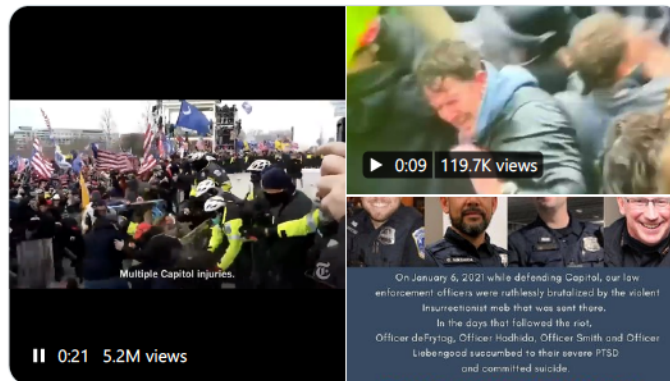 Multiple Capitol injuries.
0:21 5.2M views
0:09 119.7K views
On January 6, 2021 while defending Capitol, our law
enforcement officers were ruthlessly brutalized by the violent
Insurrectionist mob that was sent there.
In the days that followed the riot,
Officer deFrytag, Officer Hadhida, Officer Smith and Officer
Liebengood succumbed to their severe PTSD
and committed suicide.